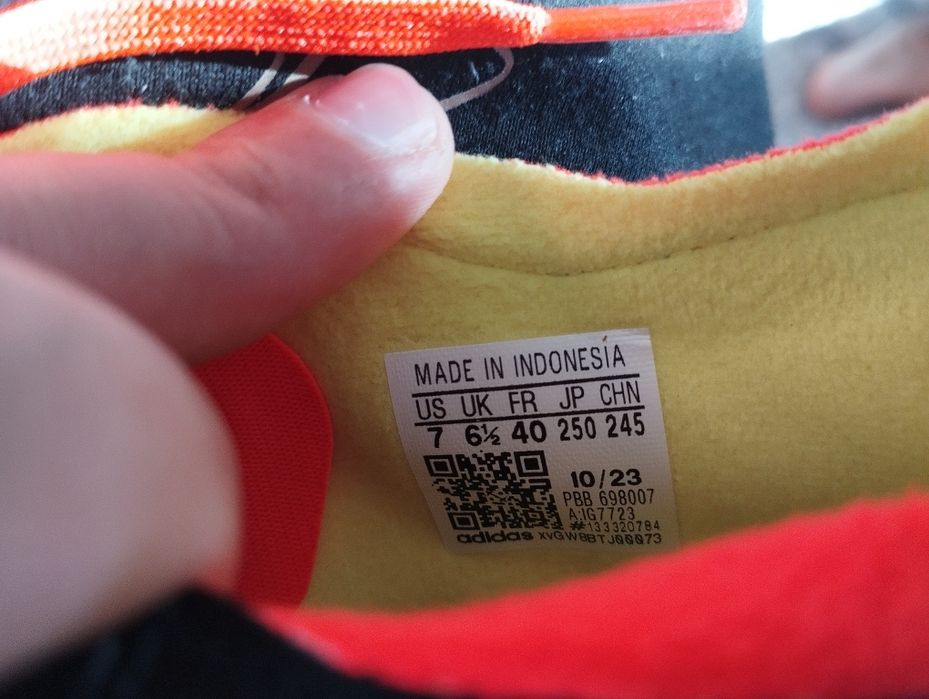 MADE IN INDONESIA
US UK FR JP CHN
7 6½ 40 250 245
10/23
PBB 698007
A:IG7723
#133320784
adidas XVGW8BTJ00073